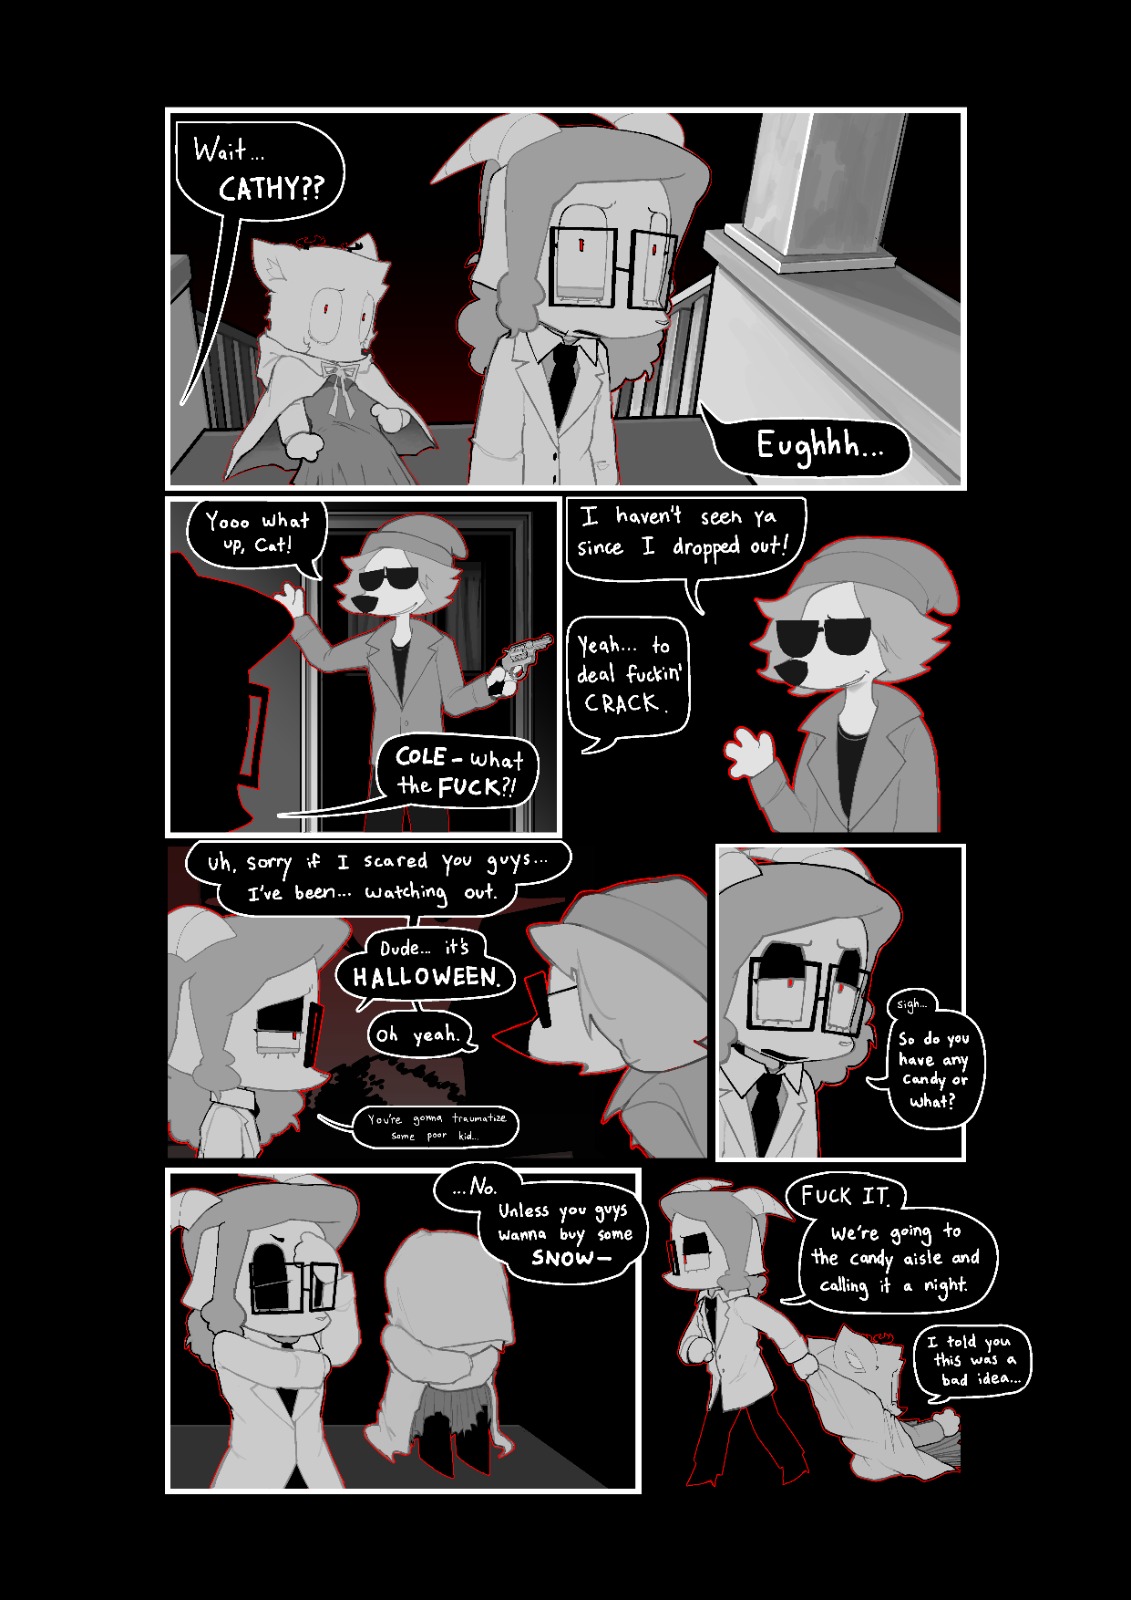 Wait...
CATHY??
Eughhh...
Yooo what
up, Cat!
COLE - what
the FUCK?!
I haven't seen ya
since I dropped out!
Yeah... to
deal fuckin'
CRACK.
Uh, sorry if I scared you guys...
I've been... watching out.
Dude... it's
HALLOWEEN.
Oh yeah.
You're gonna traumatize
some poor kid...
sigh...
So do you
have any
candy or
what?
...No.
Unless you guys
wanna buy some
SNOW-
FUCK IT.
We're going to
the candy aisle and
calling it a night.
I told you
this was a
bad idea...